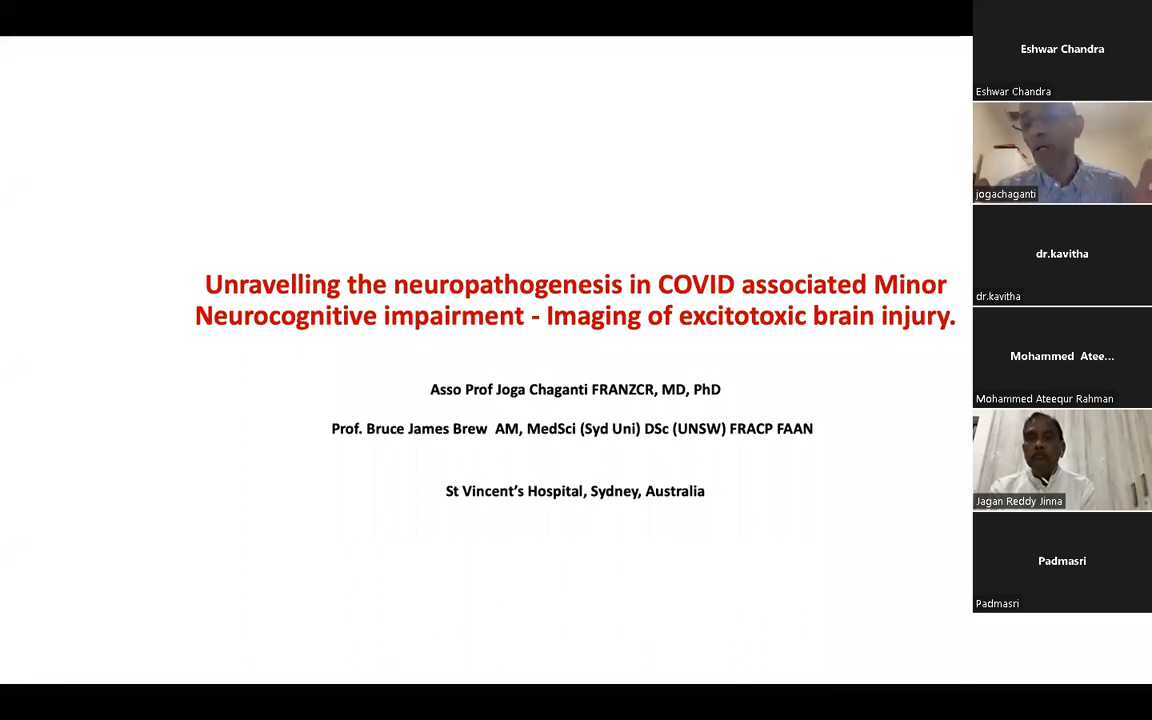 Unravelling the neuropathogenesis in COVID associated Minor
Neurocognitive impairment - Imaging of excitotoxic brain injury.
Asso Prof Joga Chaganti FRANZCR, MD, PhD
Prof. Bruce James Brew AM, MedSci (Syd Uni) DSc (UNSW) FRACP FAAN
St Vincent's Hospital, Sydney, Australia
Eshwar Chandra
Eshwar Chandra
jogachaganti
dr.kavitha
dr.kavitha
Mohammed Atee...
Mohammed Ateequr Rahman
Jagan Reddy Jinna
Padmasri
Padmasri